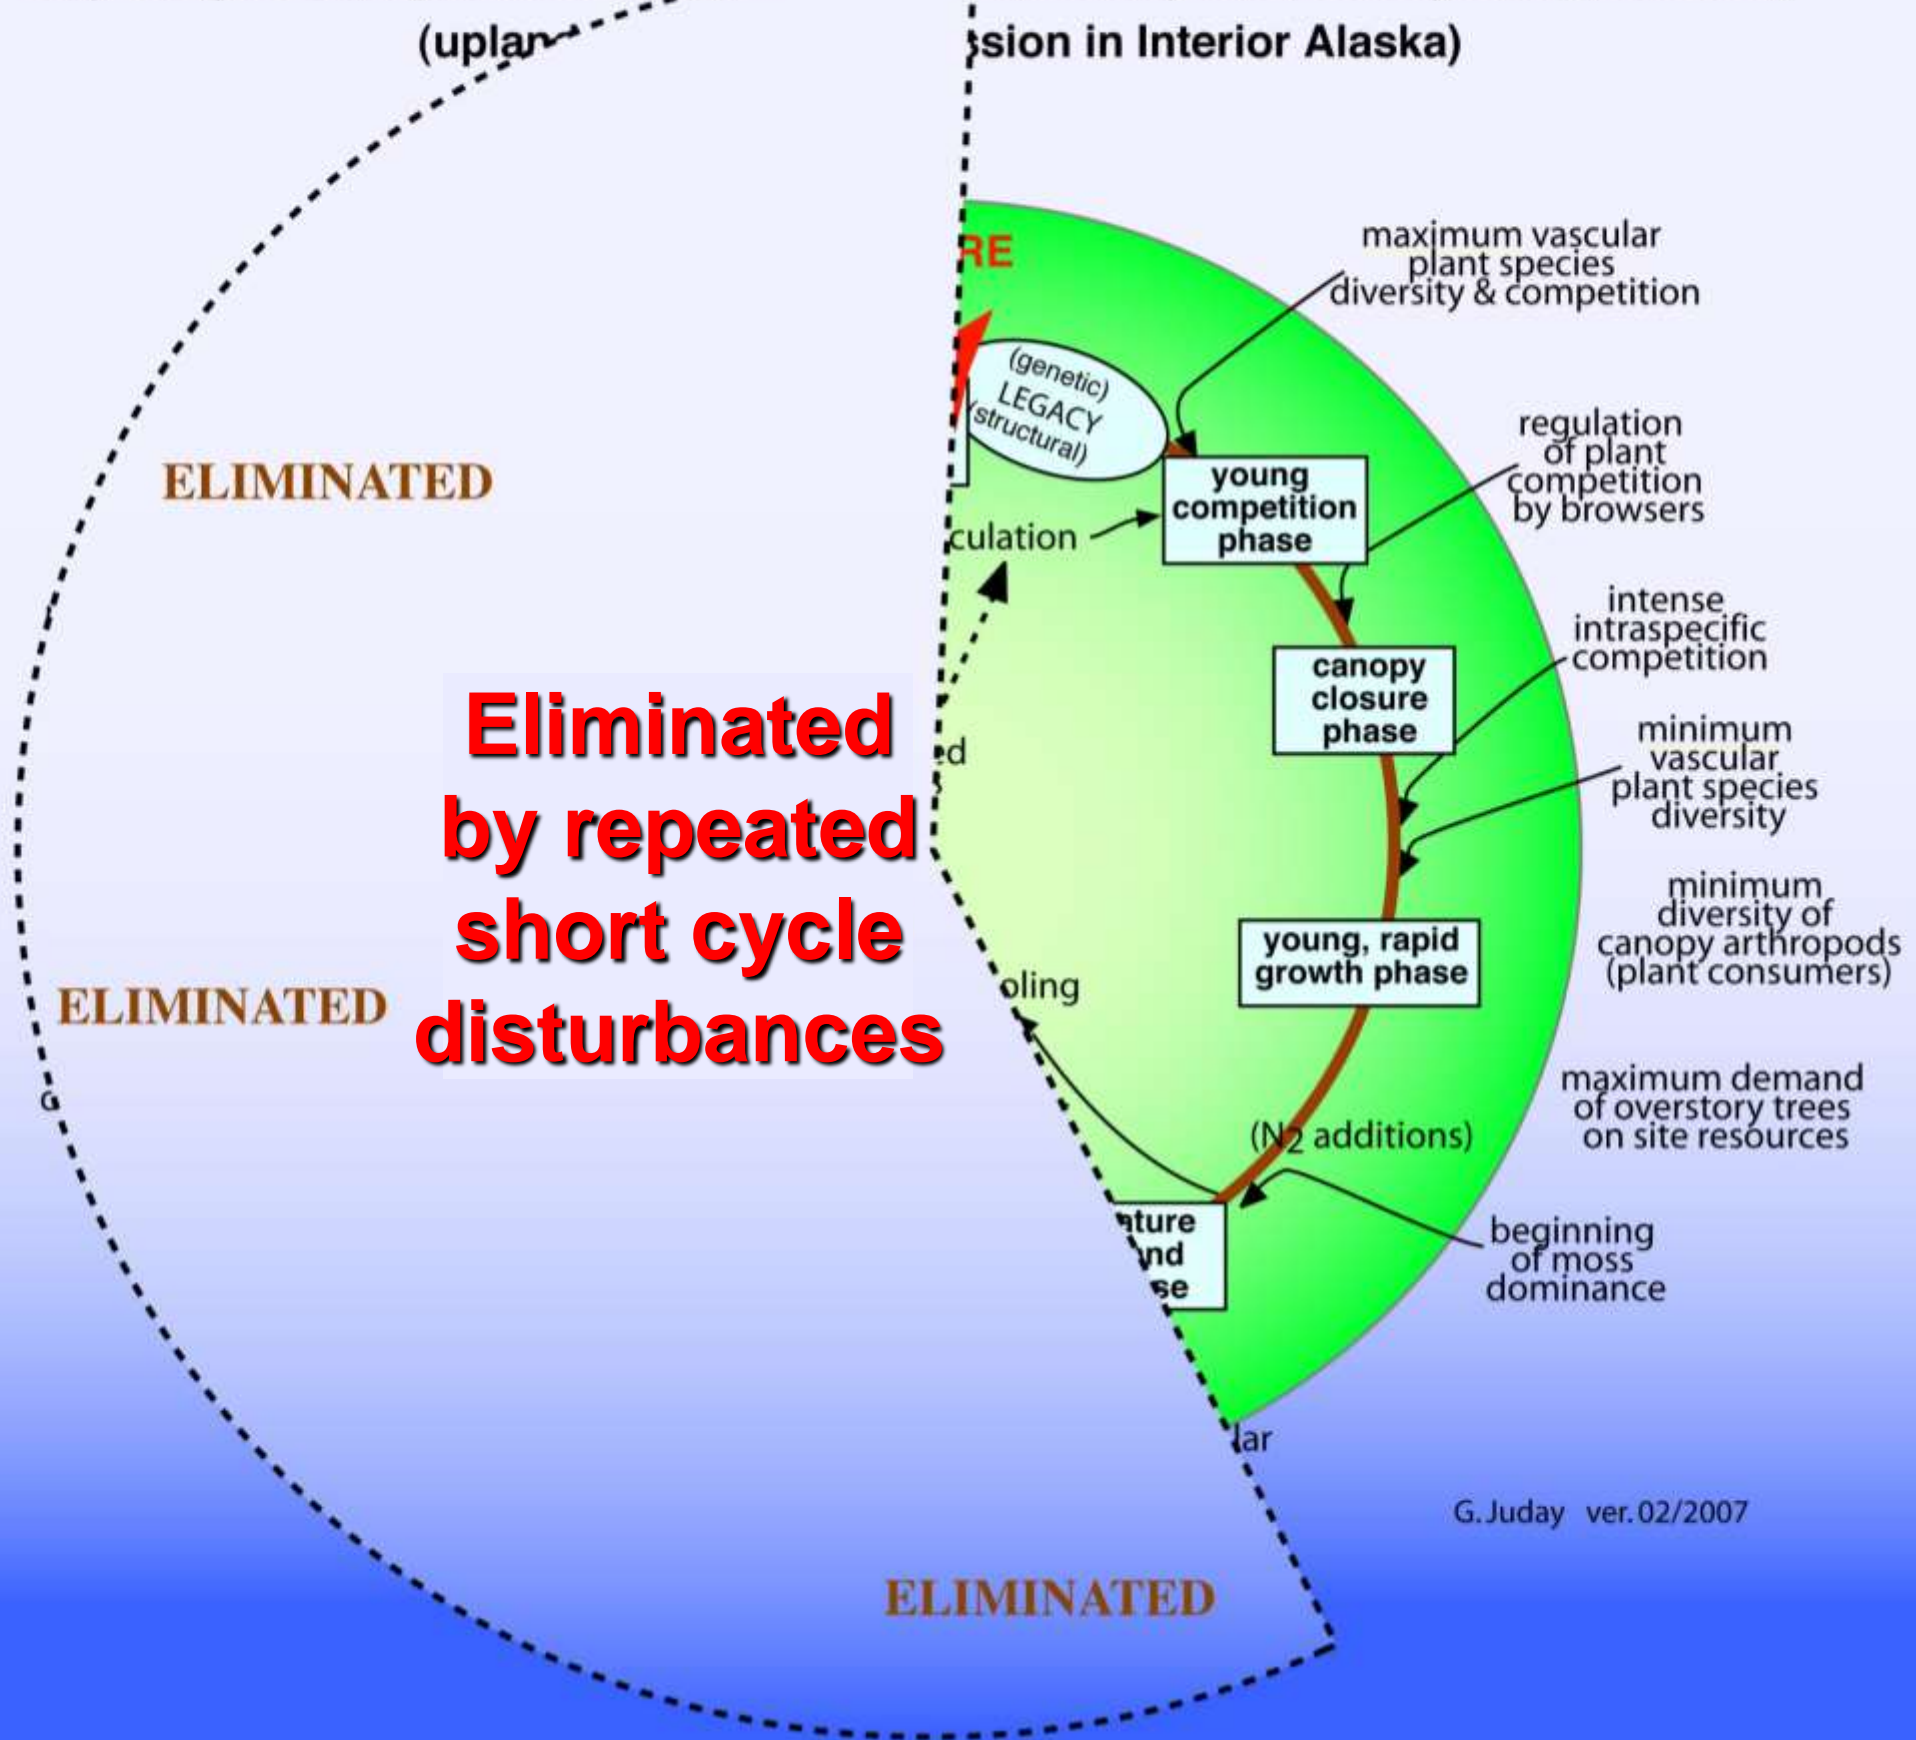 (uplan
sion in Interior Alaska)
RE
maximum vascular
plant species
diversity & competition
(genetic)
LEGACY
(structural)
young
competition
phase
culation
regulation
of plant
competition
by browsers
ELIMINATED
intense
intraspecific
competition
canopy
closure
phase
Eliminated
by repeated
short cycle
disturbances
ed
minimum
vascular
plant species
diversity
minimum
diversity of
canopy arthropods
(plant consumers)
young, rapid
growth phase
ELIMINATED
oling
maximum demand
of overstory trees
on site resources
(N2 additions)
ature
nd
se
beginning
of moss
dominance
lar
G. Juday ver. 02/2007
ELIMINATED